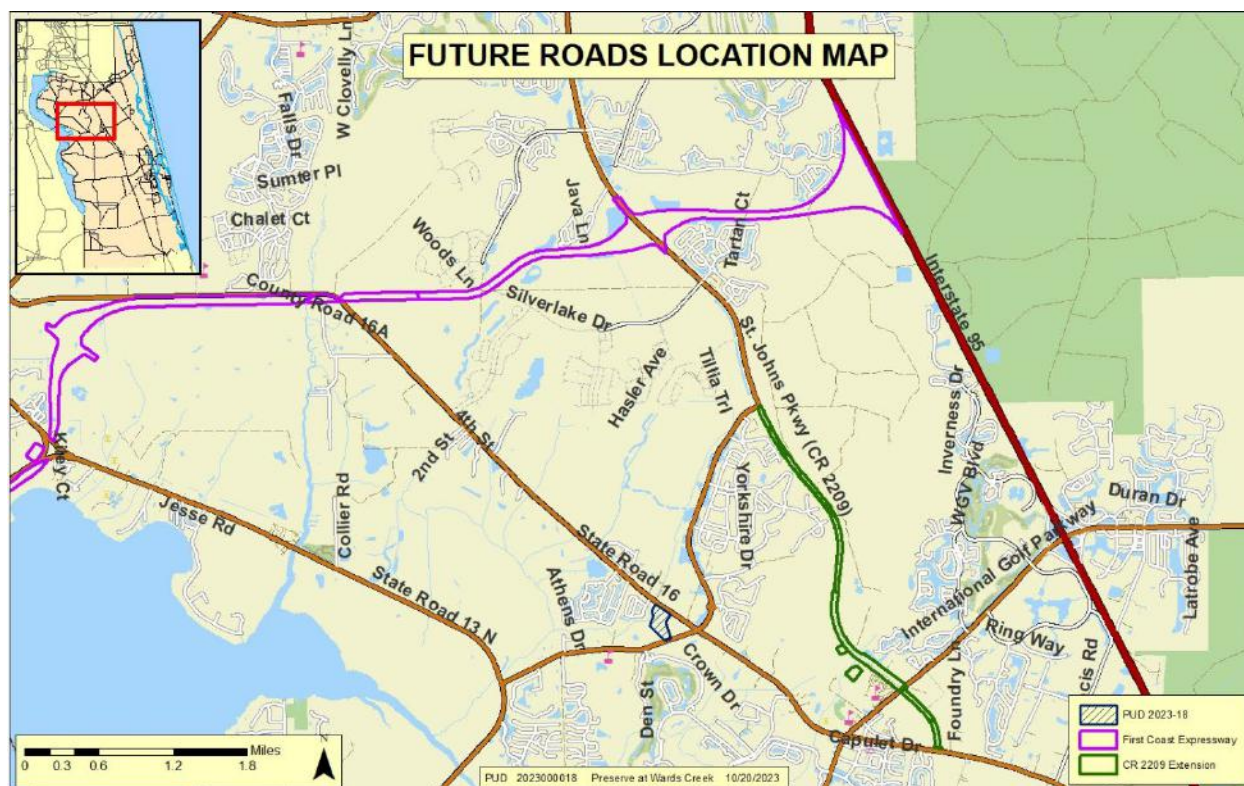 FUTURE ROADS LOCATION MAP
W Clovelly Ln
Falls Dr
Sumter Pl
Chalet Ct
Java Ln
Woods Ln
Tartan Ct
County Road 16A
Silverlake Dr
Interstate 95
St. Johns Pkwy (CR 2209)
Tillia Trl
Hasler Ave
Inverness Dr
4th St
2nd St
WGV Blvd
Kiley Ct
Yorkshire Dr
Duran Dr
Jesse Rd
Collier Rd
International Golf Parkway
Latrobe Ave
State Road 16
State Road 13 N
Athens Dr
Ring Way
Crown Dr
Foundry Ln
cis Rd
Den St
Capulet Dr
PUD 2023-18
First Coast Expressway
CR 2209 Extension
Miles
0 0.3 0.6 1.2 1.8
PUD 2023000018 Preserve at Wards Creek 10/20/2023